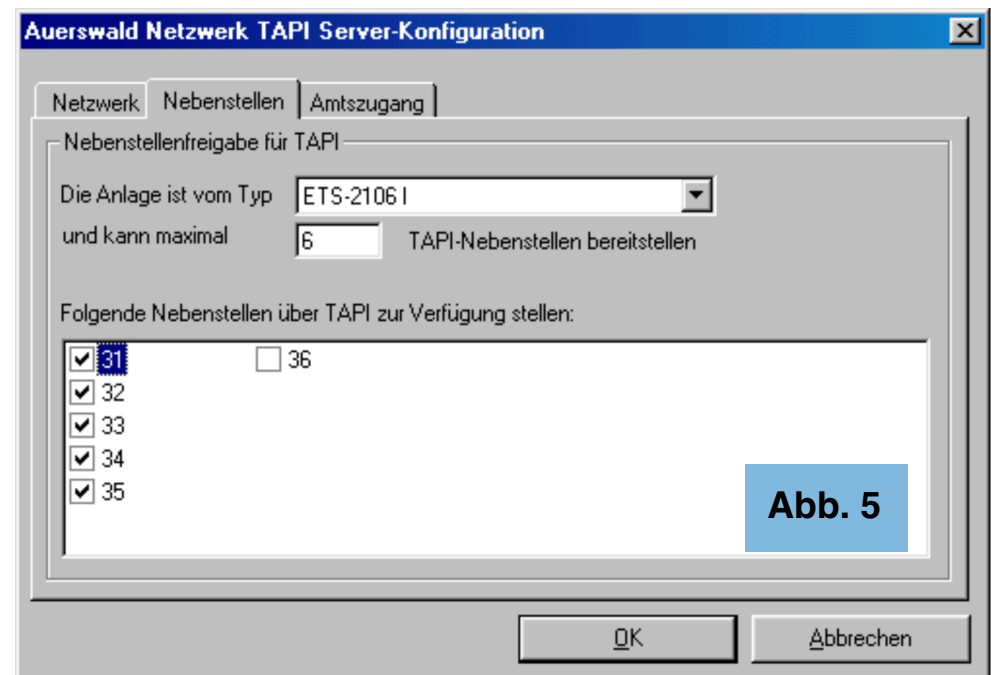 Auerswald Netzwerk TAPI Server-Konfiguration
Netzwerk Nebenstellen Amtszugang
Nebenstellenfreigabe für TAPI
Die Anlage ist vom Typ ETS-2106 I
und kann maximal 6 TAPI-Nebenstellen bereitstellen
Folgende Nebenstellen über TAPI zur Verfügung stellen:
31 36
32
33
34
35
Abb. 5
OK Abbrechen